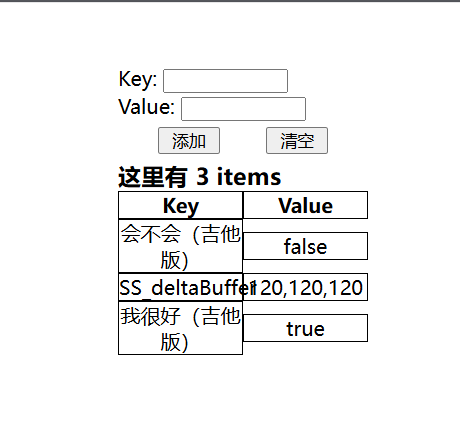 Key:
Value:
添加 清空
这里有 3 items
Key Value
会不会（吉他
版） false
SS_deltaBuffer 120,120,120
我很好（吉他
版） true